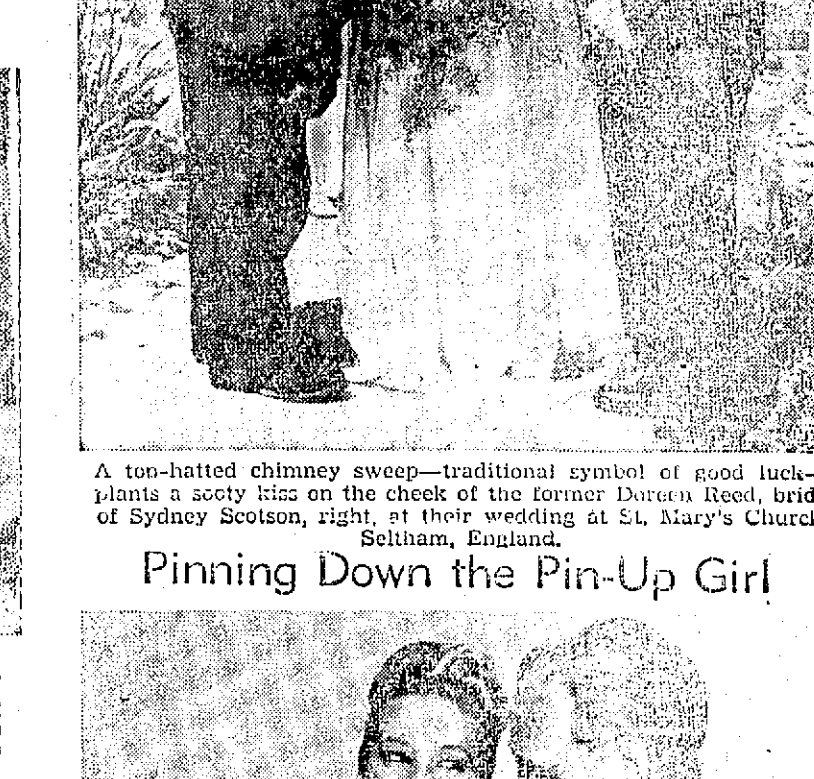 A top-hatted chimney sweep—traditional symbol of good luck—
plants a sooty kiss on the cheek of the former Doreen Reed, brid
of Sydney Scotson, right, at their wedding at St. Mary's Church
Seltham, England.
Pinning Down the Pin-Up Girl